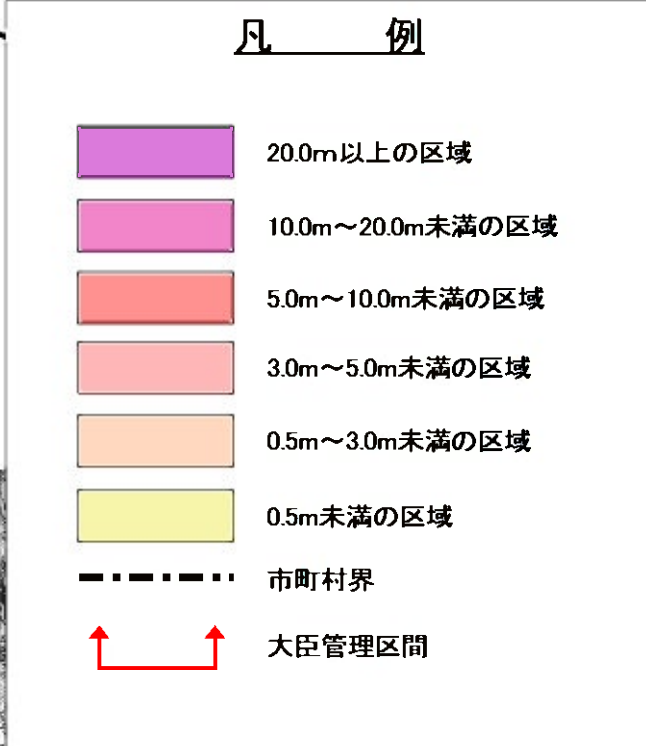 凡 例
20.0m以上の区域
10.0m～20.0m未満の区域
5.0m～10.0m未満の区域
3.0m～5.0m未満の区域
0.5m～3.0m未満の区域
0.5m未満の区域
市町村界
大臣管理区間